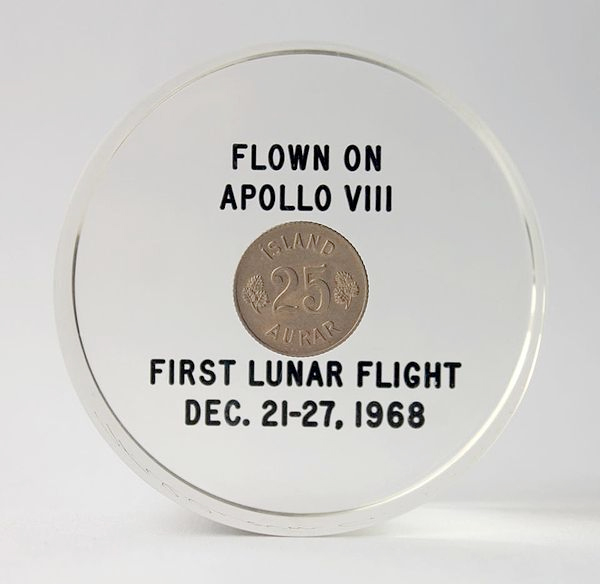 FLOWN ON
APOLLO VIII
ÍSLAND
25
AURAR
FIRST LUNAR FLIGHT
DEC. 21-27, 1968